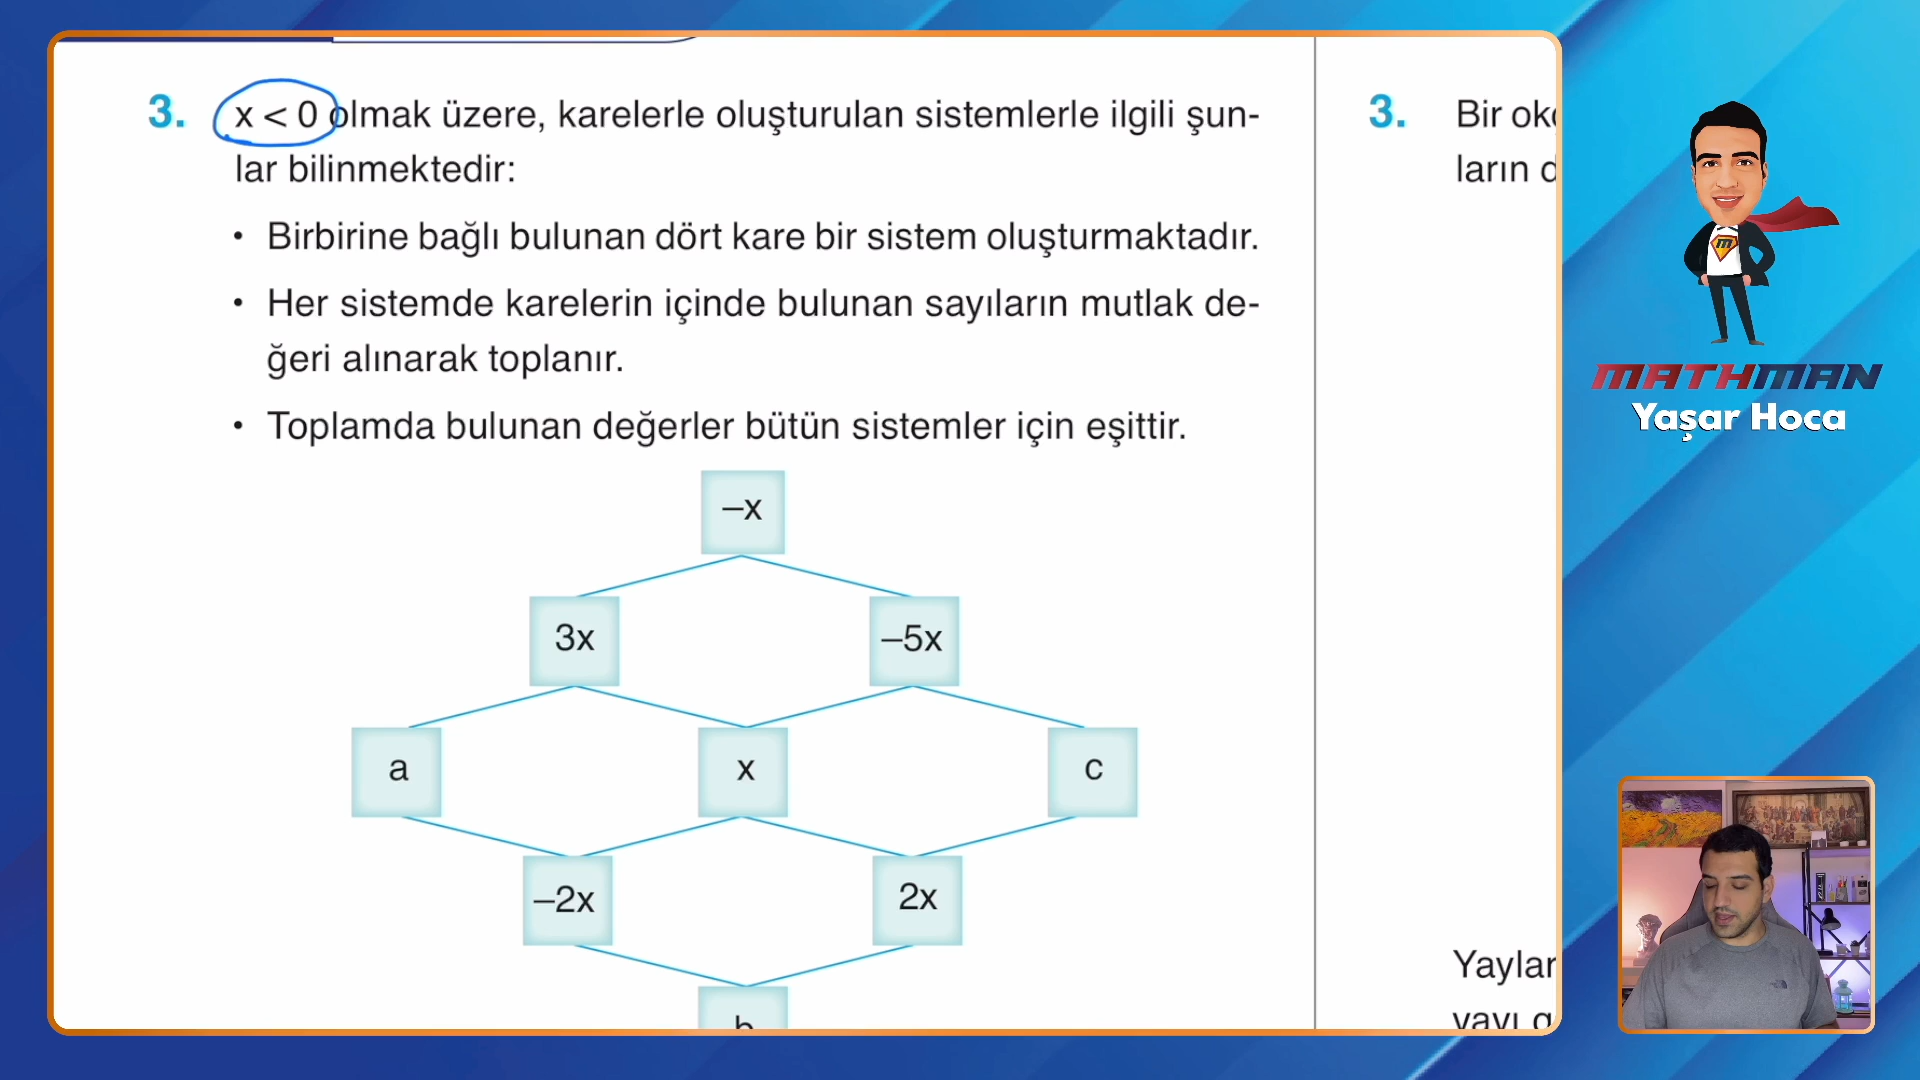 3. x < 0 olmak üzere, karelerle oluşturulan sistemlerle ilgili şun-
lar bilinmektedir:
• Birbirine bağlı bulunan dört kare bir sistem oluşturmaktadır.
• Her sistemde karelerin içinde bulunan sayıların mutlak de-
ğeri alınarak toplanır.
• Toplamda bulunan değerler bütün sistemler için eşittir.
–x
3x –5x
a x c
–2x 2x
b
3. Bir
ların
MATHMAN
Yaşar Hoca